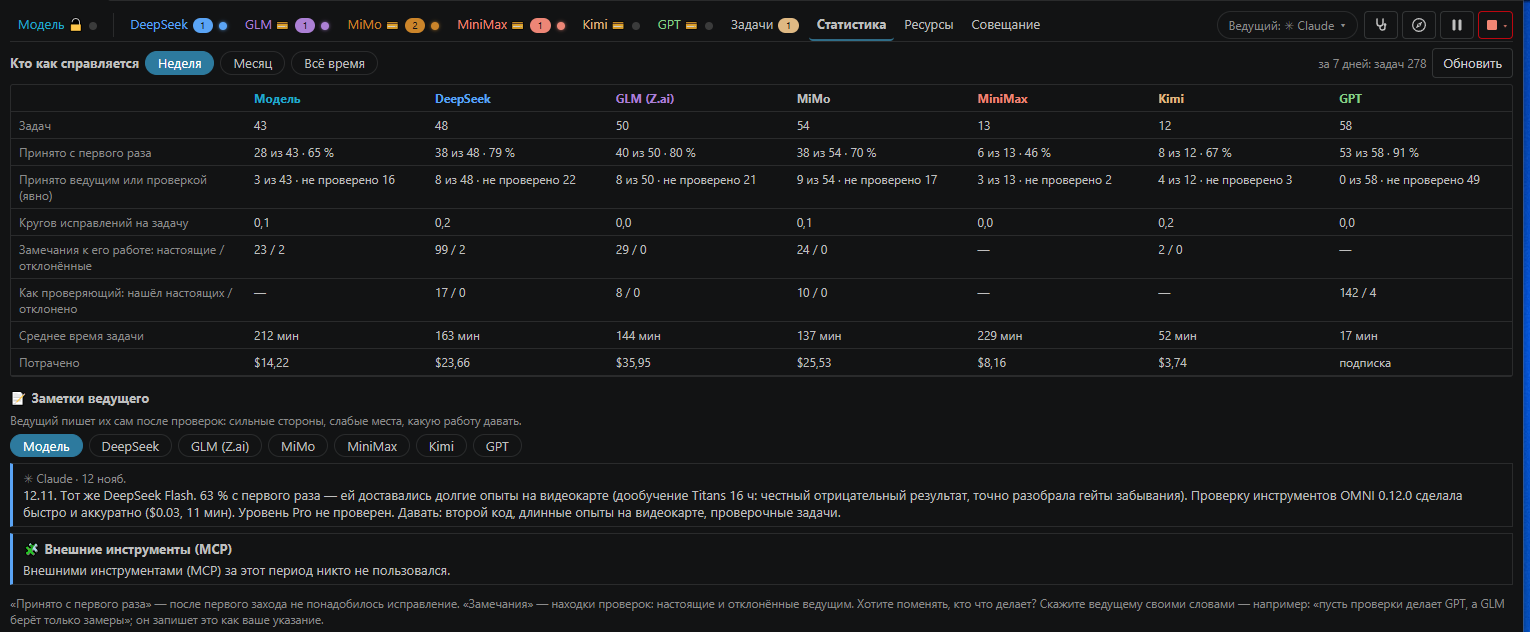 Модель DeepSeek 1 GLM 1 MiMo 2 MiniMax 1 Kimi GPT Задачи 1 Статистика Ресурсы Совещание Ведущий: ✳ Claude
Кто как справляется Неделя Месяц Всё время за 7 дней: задач 278 Обновить
Модель DeepSeek GLM (Z.ai) MiMo MiniMax Kimi GPT
Задач 43 48 50 54 13 12 58
Принято с первого раза 28 из 43 · 65 % 38 из 48 · 79 % 40 из 50 · 80 % 38 из 54 · 70 % 6 из 13 · 46 % 8 из 12 · 67 % 53 из 58 · 91 %
Принято ведущим или проверкой (явно) 3 из 43 · не проверено 16 8 из 48 · не проверено 22 8 из 50 · не проверено 21 9 из 54 · не проверено 17 3 из 13 · не проверено 2 4 из 12 · не проверено 3 0 из 58 · не проверено 49
Кругов исправлений на задачу 0,1 0,2 0,0 0,1 0,0 0,2 0,0
Замечания к его работе: настоящие / отклонённые 23 / 2 99 / 2 29 / 0 24 / 0 — 2 / 0 —
Как проверяющий: нашёл настоящих / отклонено — 17 / 0 8 / 0 10 / 0 — — 142 / 4
Среднее время задачи 212 мин 163 мин 144 мин 137 мин 229 мин 52 мин 17 мин
Потрачено $14,22 $23,66 $35,95 $25,53 $8,16 $3,74 подписка
📝 Заметки ведущего
Ведущий пишет их сам после проверок: сильные стороны, слабые места, какую работу давать.
Модель DeepSeek GLM (Z.ai) MiMo MiniMax Kimi GPT
✳ Claude · 12 нояб.
12.11. Тот же DeepSeek Flash. 63 % с первого раза — ей доставались долгие опыты на видеокарте (дообучение Titans 16 ч: честный отрицательный результат, точно разобрала гейты забывания). Проверку инструментов OMNI 0.12.0 сделала
быстро и аккуратно ($0.03, 11 мин). Уровень Pro не проверен. Давать: второй код, длинные опыты на видеокарте, проверочные задачи.
Внешние инструменты (MCP)
Внешними инструментами (MCP) за этот период никто не пользовался.
«Принято с первого раза» — после первого захода не понадобилось исправление. «Замечания» — находки проверок: настоящие и отклонённые ведущим. Хотите поменять, кто что делает? Скажите ведущему своими словами — например: «пусть проверки делает GPT, а GLM
берёт только замеры»; он запишет это как ваше указание.